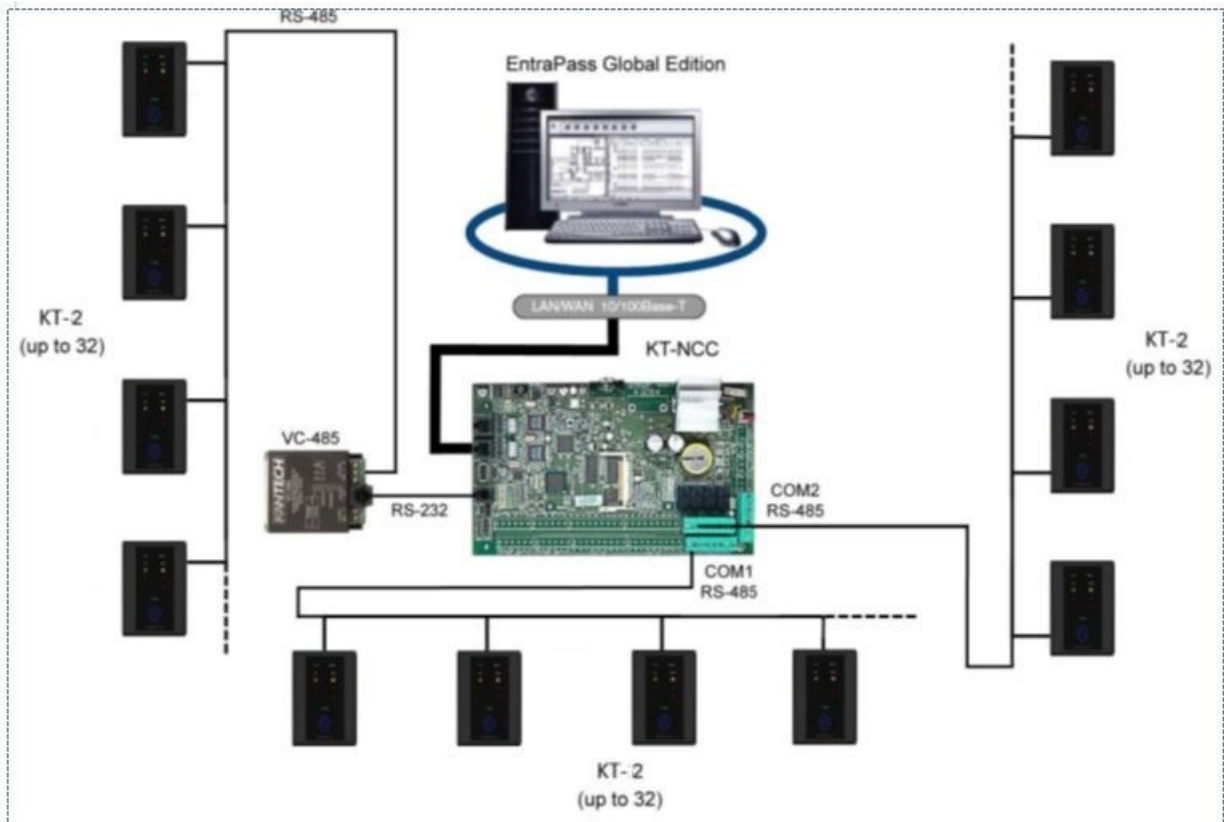 RS-485
EntraPass Global Edition
LAN/WAN 10/100Base-T
KT-NCC
KT-2
(up to 32)
KT-2
(up to 32)
VC-485
KANTECH
RS-232
COM2
RS-485
COM1
RS-485
KT-2
(up to 32)